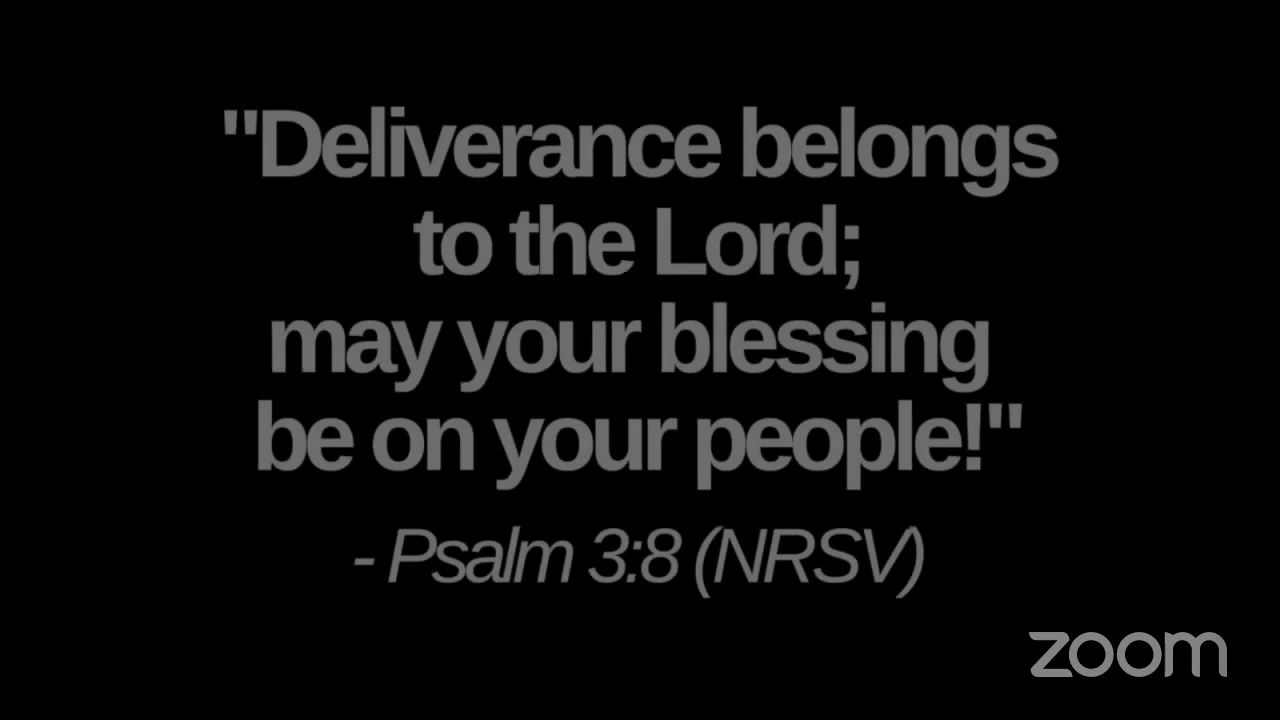 "Deliverance belongs
to the Lord;
may your blessing
be on your people!"
- Psalm 3:8 (NRSV)
zoom